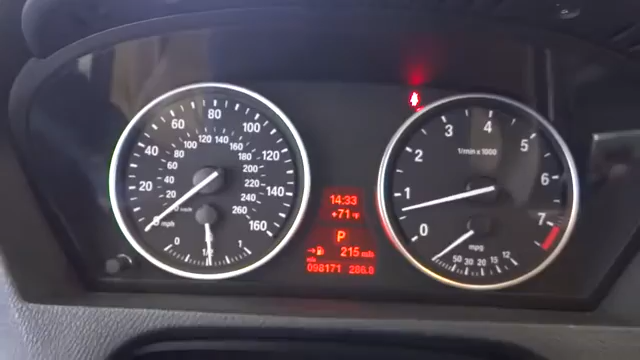 20 40 60 80 100 120 140 160
20 40 60 80 100 120 140 160 180 200 220 240 260
mph
0 1
14:33
+71 °F
P
215 mls
098171 286.8
0 1 2 3 4 5 6 7
1/min x 1000
50 30 20 15 12
mpg